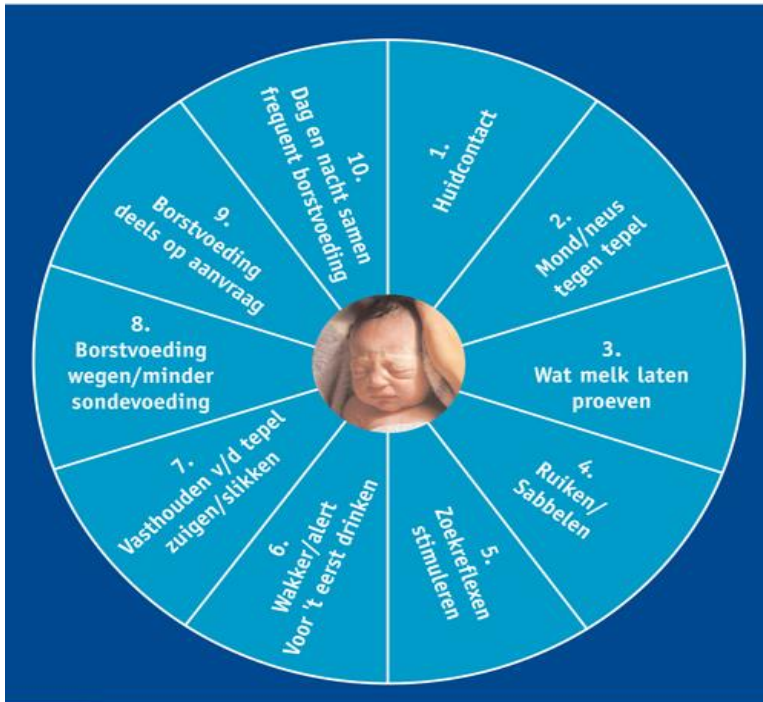 1.
Huidcontact
2.
Mond/neus
tegen tepel
3.
Wat melk laten
proeven
4.
Ruiken/
Sabbelen
5.
Zoekreflexen
stimuleren
6.
Wakker/alert
Voor 't eerst drinken
7.
Vasthouden v/d tepel
zuigen/slikken
8.
Borstvoeding
wegen/minder
sondevoeding
9.
Borstvoeding
deels op aanvraag
10.
Dag en nacht samen
frequent borstvoeding